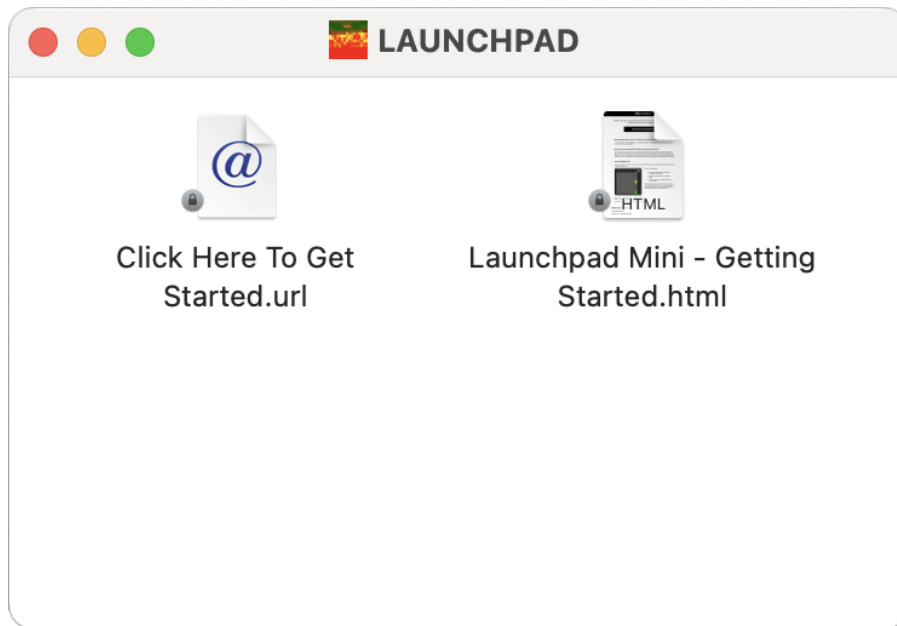 LAUNCHPAD
@
HTML
Click Here To Get
Started.url
Launchpad Mini - Getting
Started.html